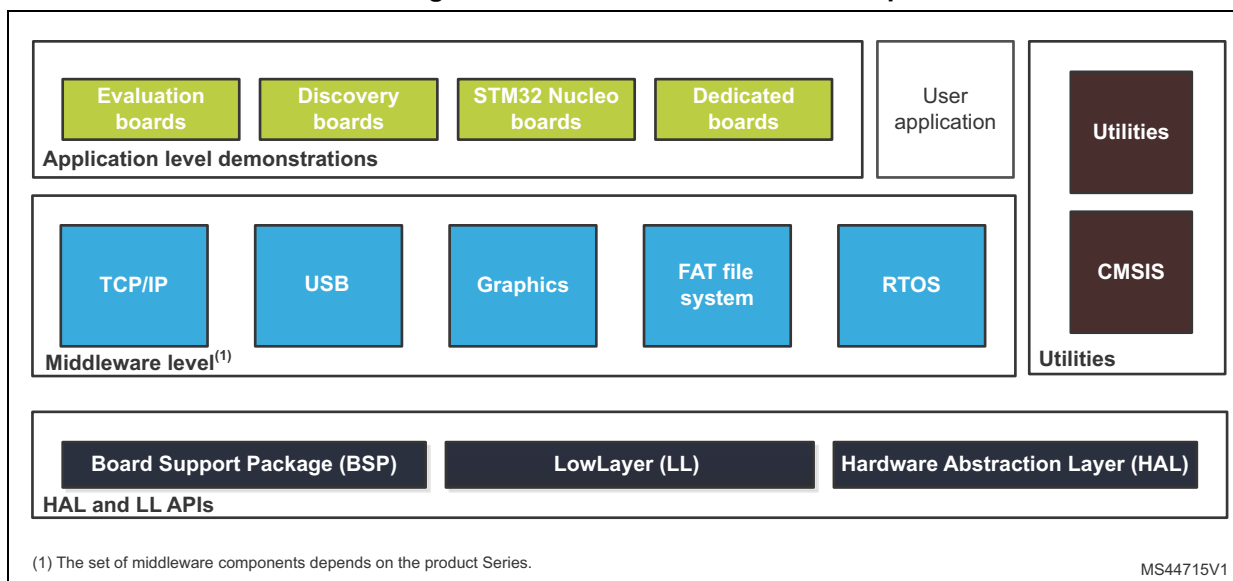 Evaluation
boards
Discovery
boards
STM32 Nucleo
boards
Dedicated
boards
Application level demonstrations
User
application
Utilities
CMSIS
Utilities
TCP/IP
USB
Graphics
FAT file
system
RTOS
Middleware level(1)
Board Support Package (BSP)
LowLayer (LL)
Hardware Abstraction Layer (HAL)
HAL and LL APIs
(1) The set of middleware components depends on the product Series.
MS44715V1